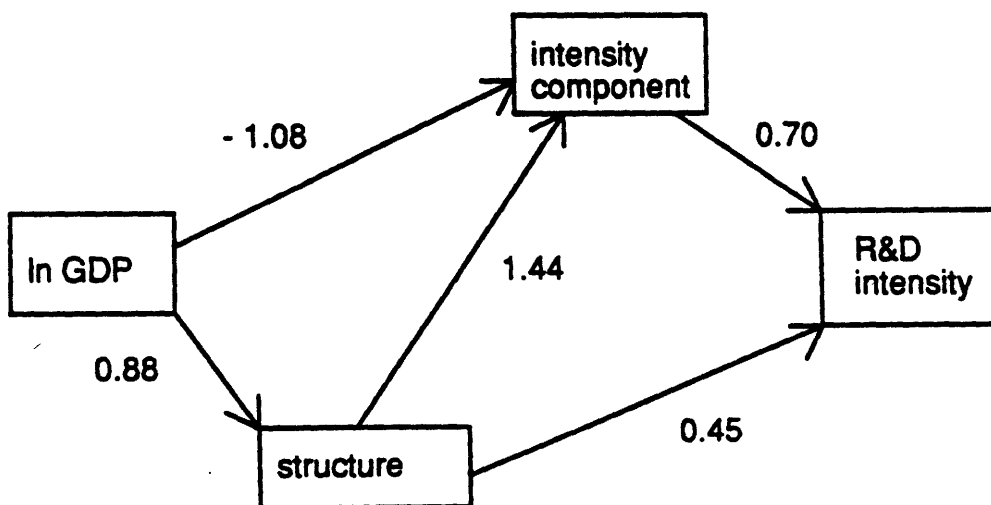 intensity
component
- 1.08
0.70
ln GDP
1.44
R&D
intensity
0.88
0.45
structure